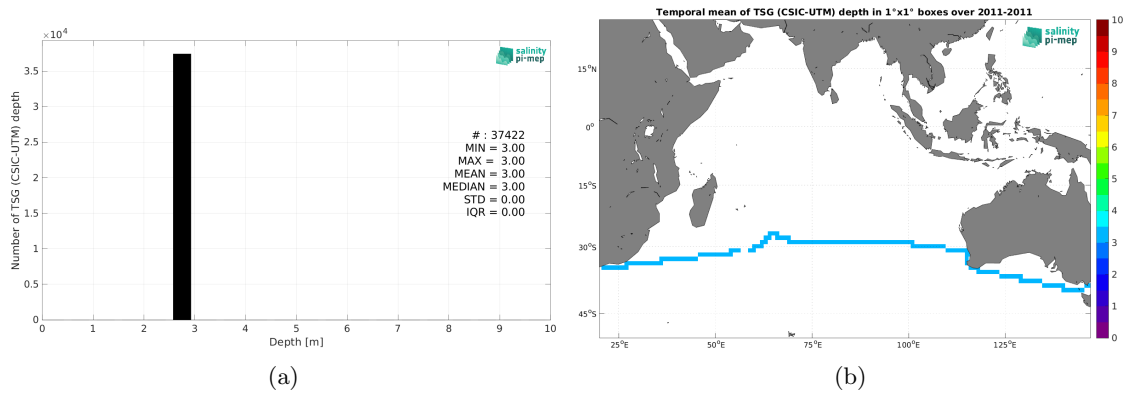 ×10⁴
salinity
pi-mep
3.5
3
2.5
2
1.5
1
0.5
0
Number of TSG (CSIC-UTM) depth
# : 37422
MIN = 3.00
MAX = 3.00
MEAN = 3.00
MEDIAN = 3.00
STD = 0.00
IQR = 0.00
0 1 2 3 4 5 6 7 8 9 10
Depth [m]
(a)
Temporal mean of TSG (CSIC-UTM) depth in 1°x1° boxes over 2011-2011
salinity
pi-mep
15°N
0°
15°S
30°S
45°S
25°E 50°E 75°E 100°E 125°E
10
9
8
7
6
5
4
3
2
1
0
(b)